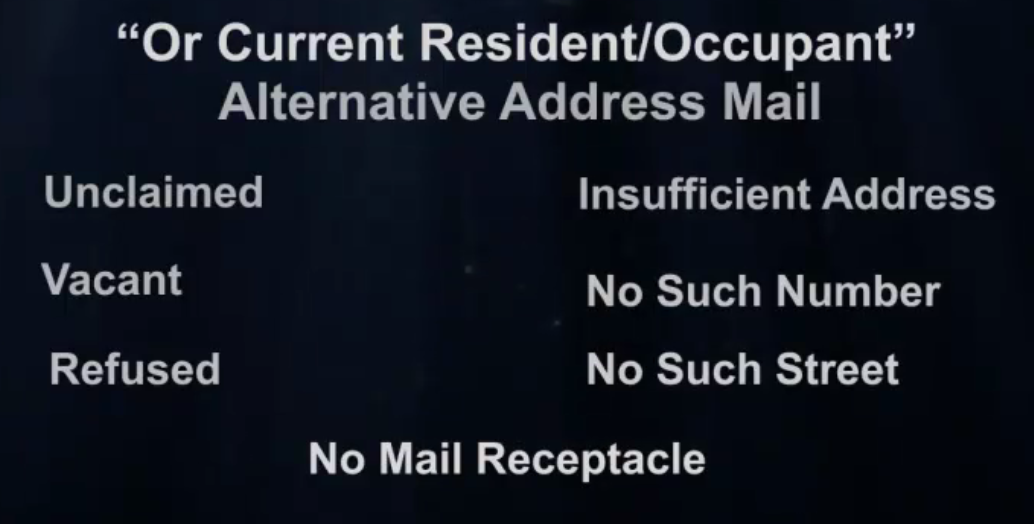 “Or Current Resident/Occupant”
Alternative Address Mail
Unclaimed
Insufficient Address
Vacant
No Such Number
Refused
No Such Street
No Mail Receptacle